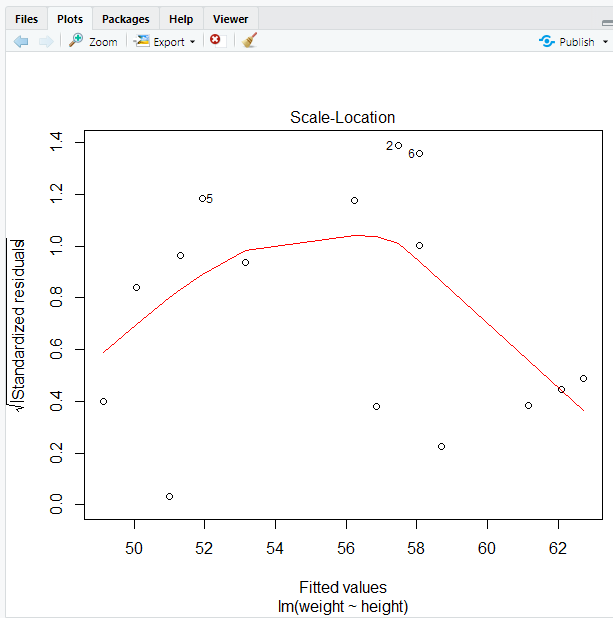 Files Plots Packages Help Viewer
Zoom Export Publish
Scale-Location
1.4
1.2
1.0
0.8
0.6
0.4
0.2
0.0
√|Standardized residuals|
2
6
5
50 52 54 56 58 60 62
Fitted values
lm(weight ~ height)